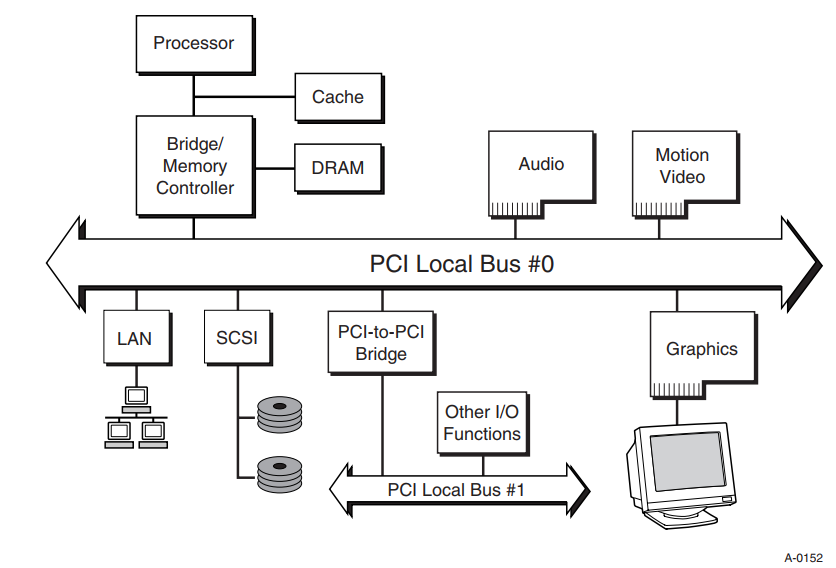 Processor
Cache
Bridge/
Memory
Controller
DRAM
Audio
Motion
Video
PCI Local Bus #0
LAN
SCSI
PCI-to-PCI
Bridge
Graphics
Other I/O
Functions
PCI Local Bus #1
A-0152